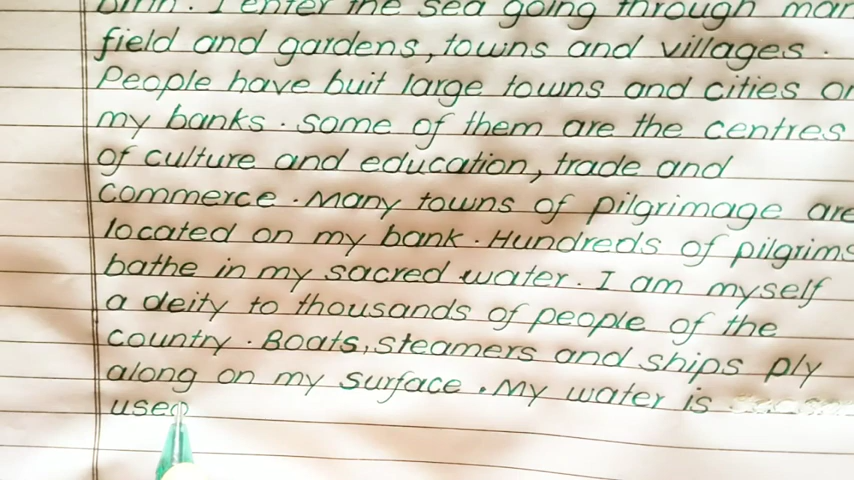 birth. I enter the sea going through man
field and gardens, towns and villages.
People have buit large towns and cities on
my banks. Some of them are the centres
of culture and education, trade and
commerce. Many towns of pilgrimage are
located on my bank. Hundreds of pilgrims
bathe in my sacred water. I am myself
a deity to thousands of people of the
country. Boats, steamers and ships ply
along on my surface. My water is
used